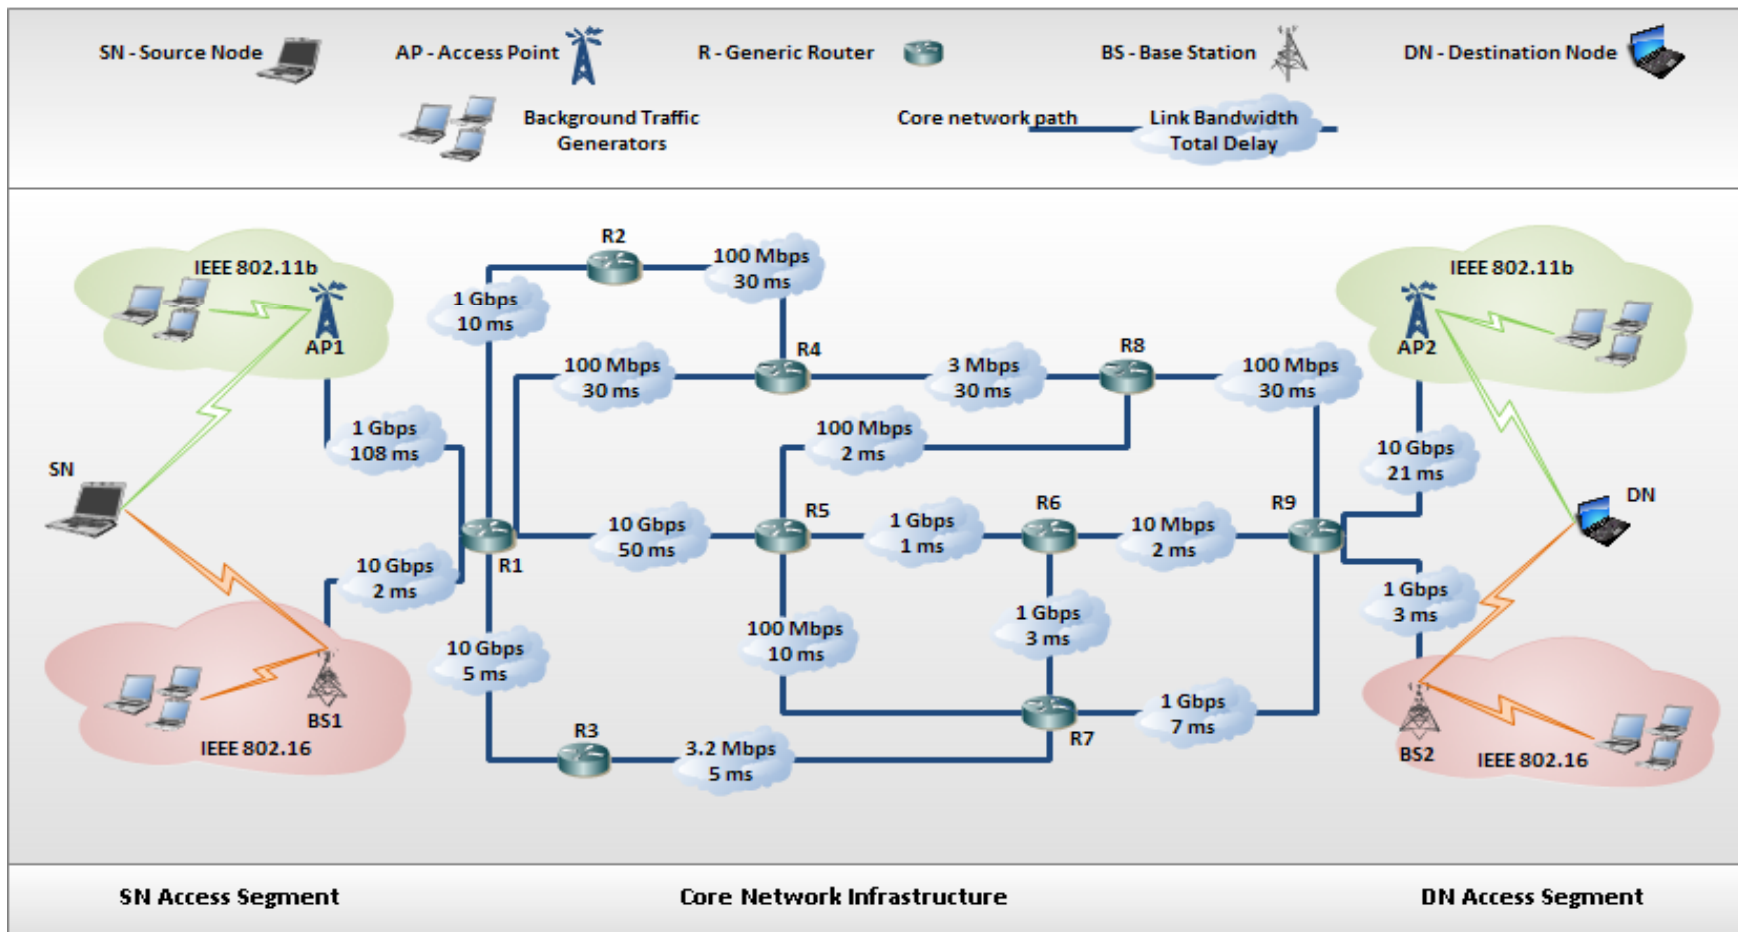 SN - Source Node
AP - Access Point
R - Generic Router
BS - Base Station
DN - Destination Node
Background Traffic
Generators
Core network path
Link Bandwidth
Total Delay
IEEE 802.11b
AP1
R2
100 Mbps
30 ms
1 Gbps
10 ms
IEEE 802.11b
AP2
R4
R8
100 Mbps
30 ms
3 Mbps
30 ms
100 Mbps
30 ms
1 Gbps
108 ms
100 Mbps
2 ms
10 Gbps
21 ms
SN
DN
R1
10 Gbps
50 ms
R5
1 Gbps
1 ms
R6
10 Mbps
2 ms
R9
10 Gbps
2 ms
1 Gbps
3 ms
10 Gbps
5 ms
100 Mbps
10 ms
1 Gbps
3 ms
BS1
IEEE 802.16
R3
3.2 Mbps
5 ms
R7
1 Gbps
7 ms
BS2
IEEE 802.16
SN Access Segment
Core Network Infrastructure
DN Access Segment